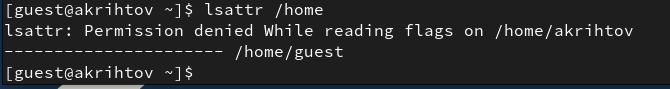 [guest@akrihtov ~]$ lsattr /home
lsattr: Permission denied While reading flags on /home/akrihtov
---------------------- /home/guest
[guest@akrihtov ~]$